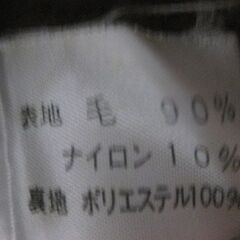 表地 毛 90%
ナイロン 10%
裏地 ポリエステル100%